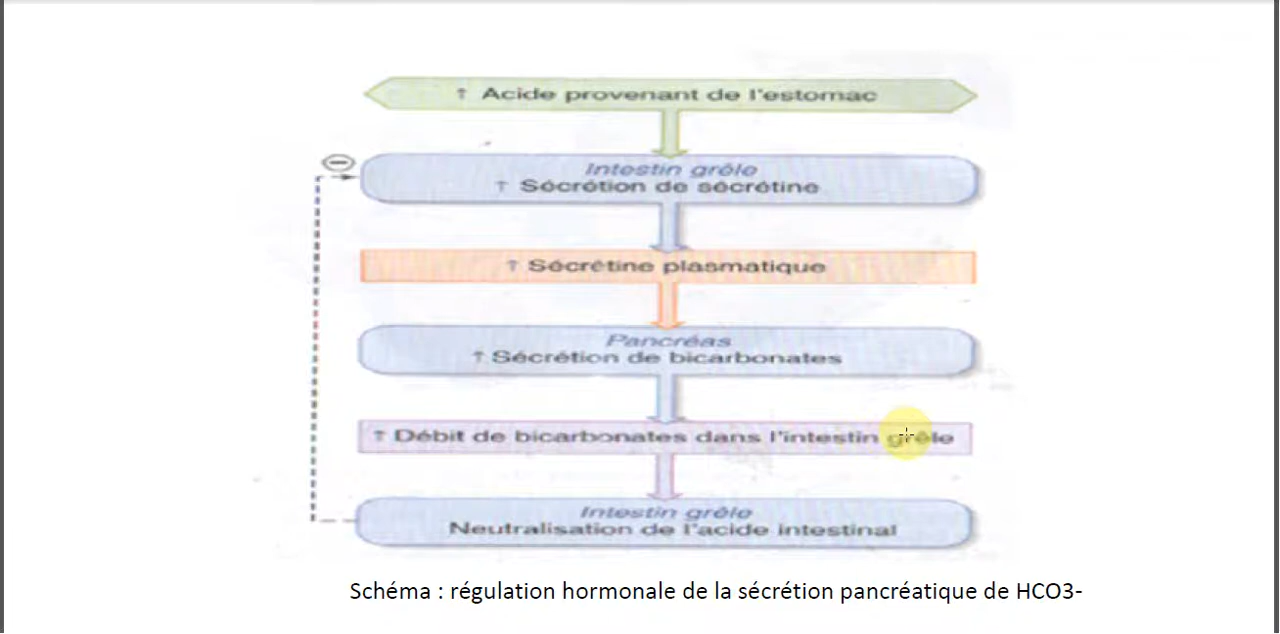 ↑ Acide provenant de l'estomac
Intestin grêle
↑ Sécrétion de sécrétine
↑ Sécrétine plasmatique
Pancréas
↑ Sécrétion de bicarbonates
↑ Débit de bicarbonates dans l'intestin grêle
Intestin grêle
Neutralisation de l'acide intestinal
Schéma : régulation hormonale de la sécrétion pancréatique de HCO3-